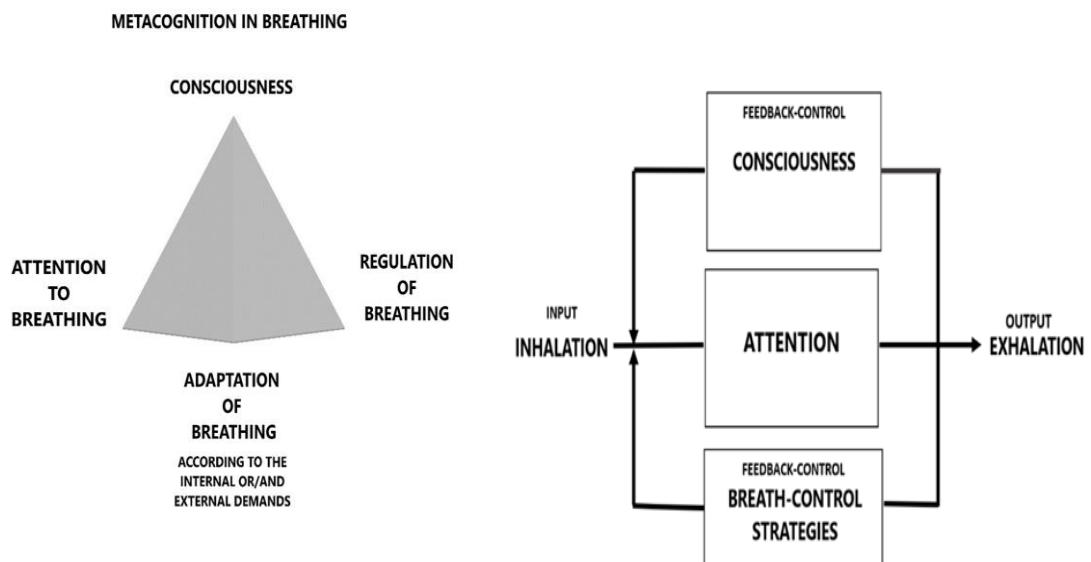 METACOGNITION IN BREATHING
CONSCIOUSNESS
ATTENTION
TO
BREATHING
REGULATION
OF
BREATHING
ADAPTATION
OF
BREATHING
ACCORDING TO THE
INTERNAL OR/AND
EXTERNAL DEMANDS
FEEDBACK-CONTROL
CONSCIOUSNESS
INPUT
INHALATION
ATTENTION
OUTPUT
EXHALATION
FEEDBACK-CONTROL
BREATH-CONTROL
STRATEGIES